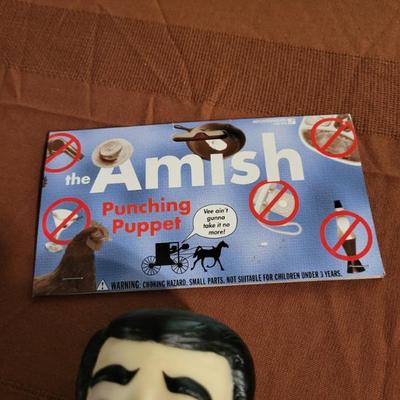 the Amish
Punching
Puppet
Vee ain't
gunna
take it no
more!
WARNING: CHOKING HAZARD. SMALL PARTS. NOT SUITABLE FOR CHILDREN UNDER 3 YEARS.